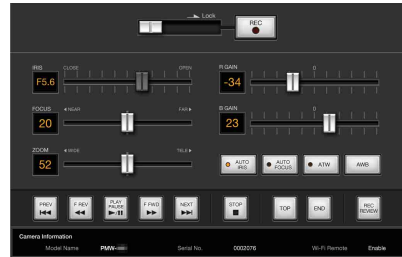 Lock
REC
IRIS
CLOSE OPEN
F5.6
R GAIN
0
-34
FOCUS
NEAR FAR
20
B GAIN
0
23
ZOOM
WIDE TELE
52
AUTO IRIS
AUTO FOCUS
ATW
AWB
PREV
F REV
PLAY PAUSE
F FWD
NEXT
STOP
TOP
END
REC REVIEW
Camera Information
Model Name PMW- Serial No. 0002076 Wi-Fi Remote Enable